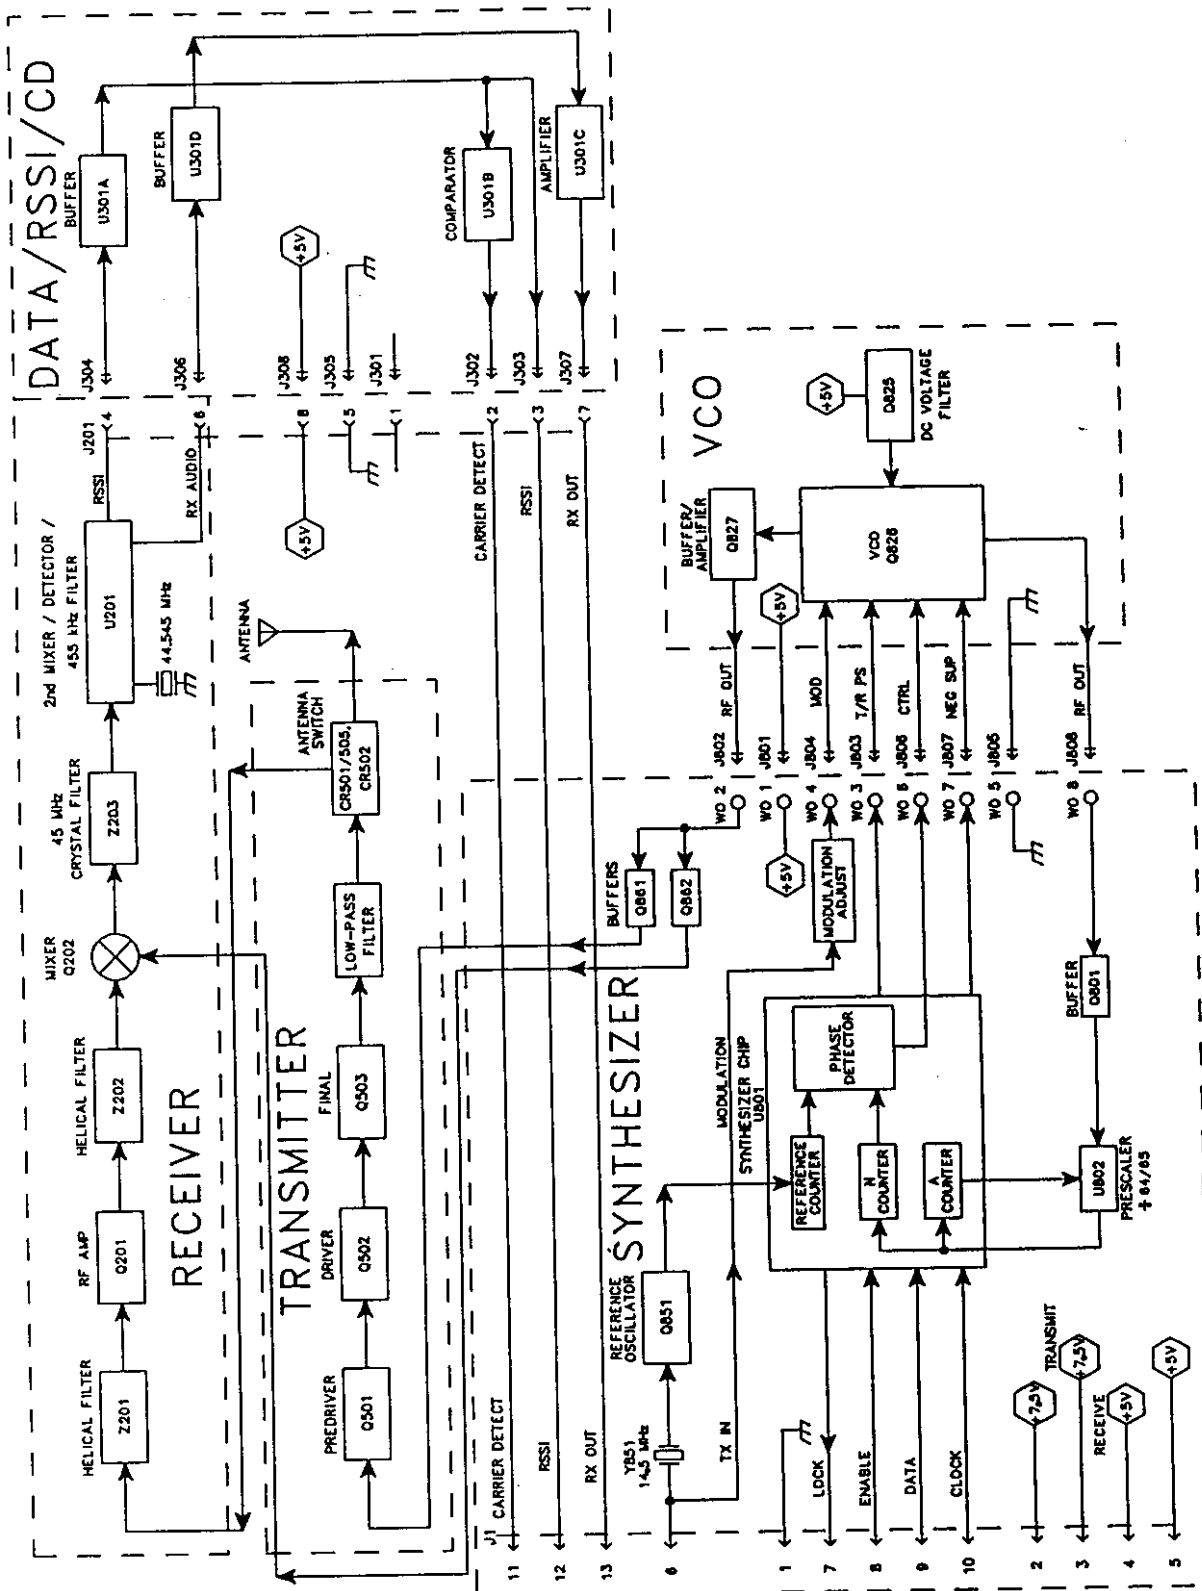 RECEIVER
HELICAL FILTER
Z201
RF AMP
Q201
HELICAL FILTER
Z202
MIXER
Q202
45 MHz
CRYSTAL FILTER
Z203
2nd MIXER / DETECTOR /
455 kHz FILTER
U201
44.545 MHz
RSSI
RX AUDIO
J201
4
6
8
5
1
2
3
7
+5V
DATA/RSSI/CD
J304
J306
J308
J305
J301
J302
J303
J307
BUFFER
U301A
BUFFER
U301D
+5V
COMPARATOR
U301B
AMPLIFIER
U301C
TRANSMITTER
PREDRIVER
Q501
DRIVER
Q502
FINAL
Q503
LOW-PASS
FILTER
ANTENNA
SWITCH
CR501/505,
CR502
ANTENNA
J1
11
CARRIER DETECT
CARRIER DETECT
12
RSSI
RSSI
13
RX OUT
RX OUT
SYNTHESIZER
6
Y851
14.5 MHz
TX IN
REFERENCE
OSCILLATOR
Q851
MODULATION
SYNTHESIZER CHIP
U801
REFERENCE
COUNTER
N
COUNTER
A
COUNTER
PHASE
DETECTOR
MODULATION
ADJUST
BUFFERS
Q861
Q862
1
7
LOCK
8
ENABLE
9
DATA
10
CLOCK
2
+7.5V
3
TRANSMIT
+7.5V
4
RECEIVE
+5V
5
+5V
U802
PRESCALER
÷ 64/65
BUFFER
Q801
WO 2
WO 1
+5V
WO 4
WO 3
WO 6
WO 7
WO 5
WO 8
J802
RF OUT
J801
+5V
J804
MOD
J803
T/R PS
J806
CTRL
J807
NEG SUP
J805
J808
RF OUT
VCO
BUFFER/
AMPLIFIER
Q827
VCO
Q826
+5V
Q825
DC VOLTAGE
FILTER